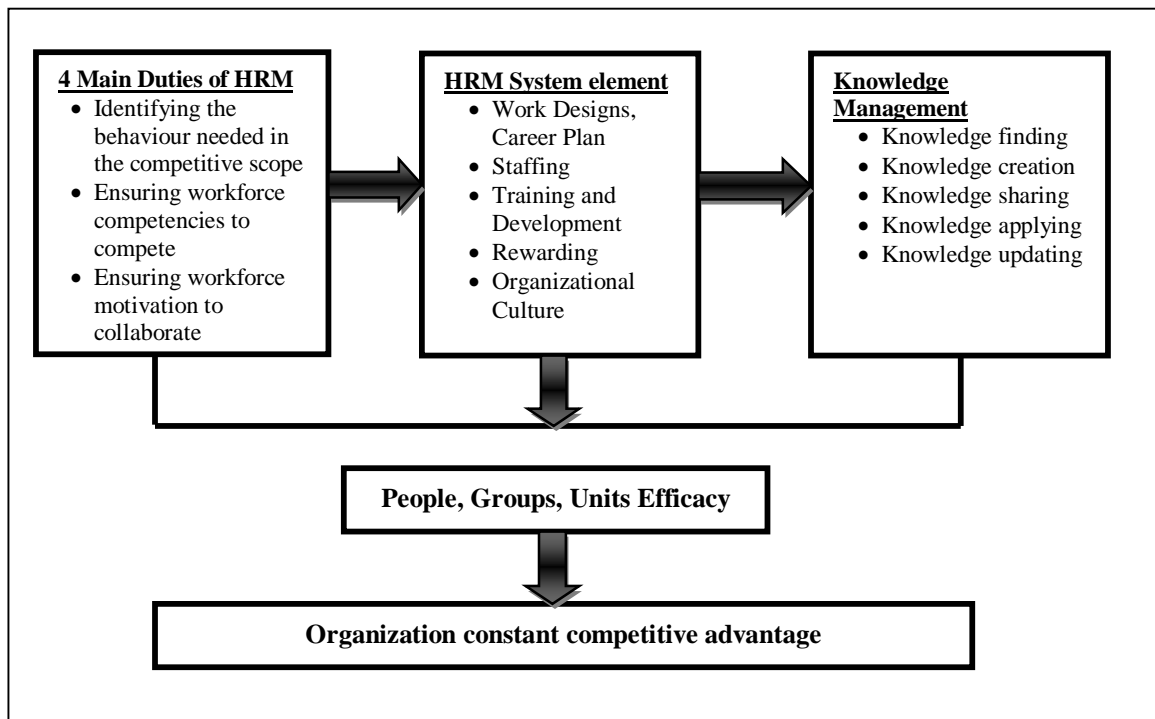 4 Main Duties of HRM
• Identifying the
behaviour needed in
the competitive scope
• Ensuring workforce
competencies to
compete
• Ensuring workforce
motivation to
collaborate
HRM System element
• Work Designs,
Career Plan
• Staffing
• Training and
Development
• Rewarding
• Organizational
Culture
Knowledge
Management
• Knowledge finding
• Knowledge creation
• Knowledge sharing
• Knowledge applying
• Knowledge updating
People, Groups, Units Efficacy
Organization constant competitive advantage